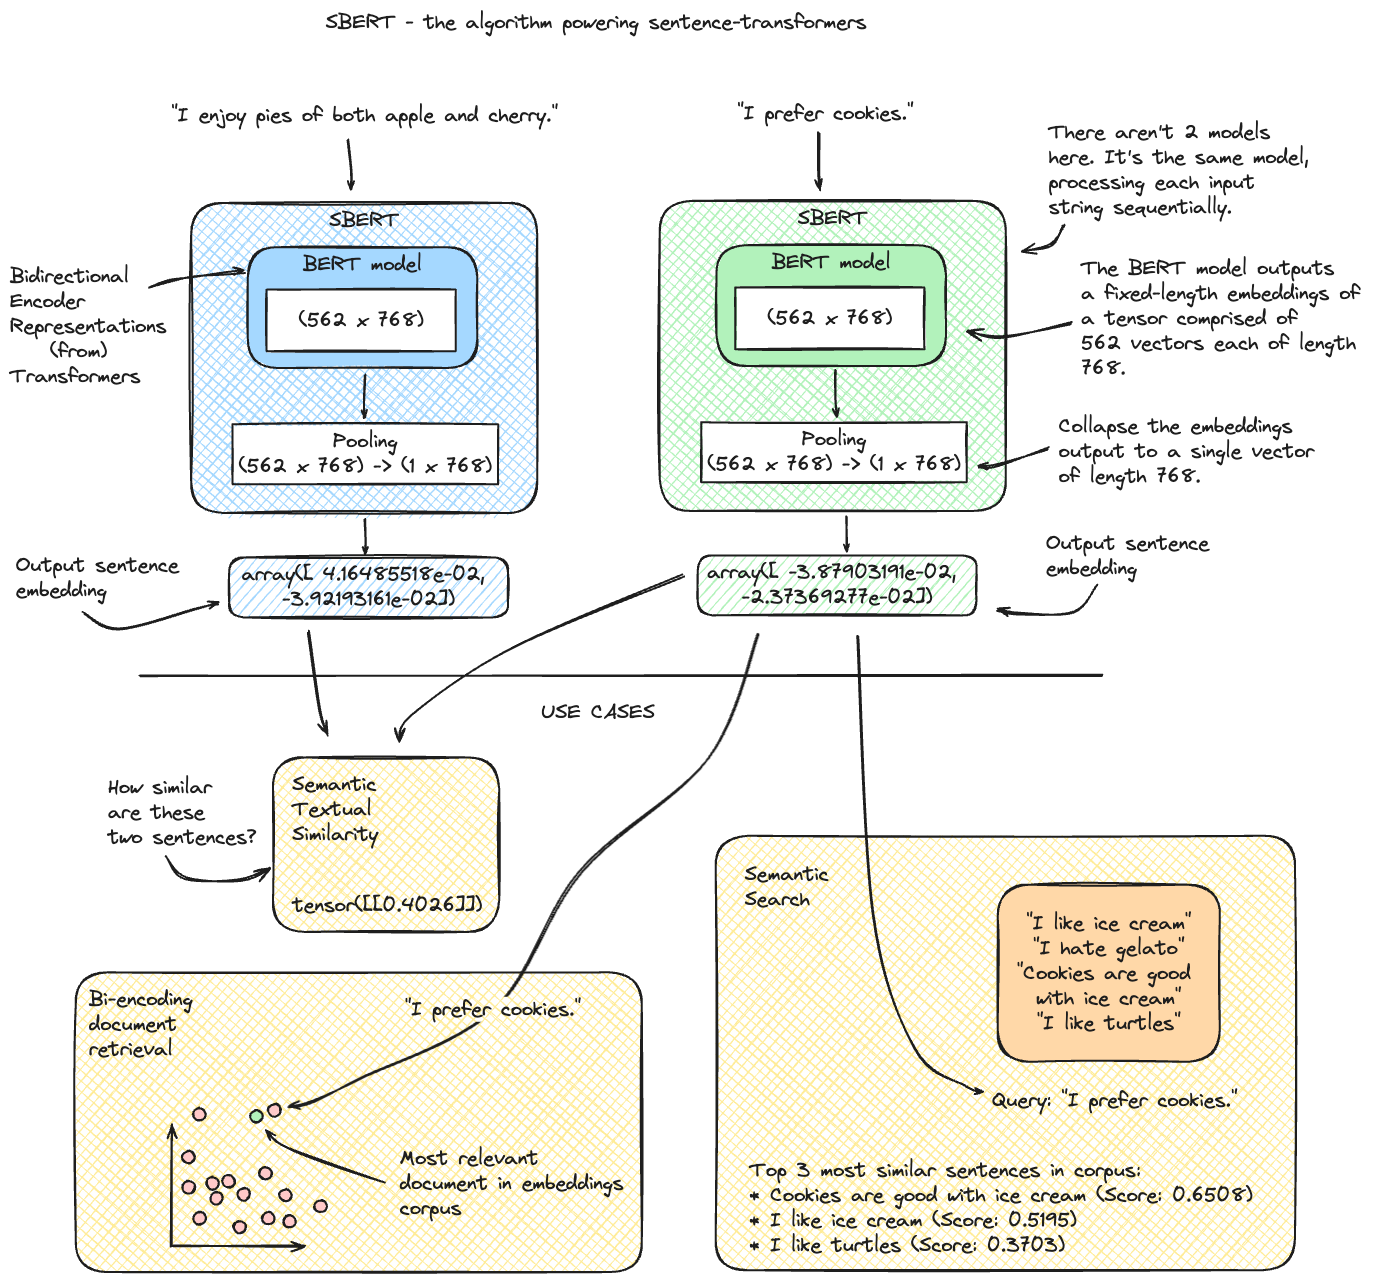 SBERT - the algorithm powering sentence-transformers
"I enjoy pies of both apple and cherry."
"I prefer cookies."
There aren't 2 models
here. It's the same model,
processing each input
string sequentially.
SBERT
BERT model
(562 x 768)
Pooling
(562 x 768) -> (1 x 768)
SBERT
BERT model
(562 x 768)
Pooling
(562 x 768) -> (1 x 768)
Bidirectional
Encoder
Representations
(from)
Transformers
The BERT model outputs
a fixed-length embeddings of
a tensor comprised of
562 vectors each of length
768.
Collapse the embeddings
output to a single vector
of length 768.
Output sentence
embedding
array([ 4.16485518e-02,
-3.92193161e-02])
array([ -3.87903191e-02,
-2.37369277e-02])
Output sentence
embedding
USE CASES
How similar
are these
two sentences?
Semantic
Textual
Similarity
tensor([[0.4026]])
Bi-encoding
document
retrieval
"I prefer cookies."
Most relevant
document in embeddings
corpus
Semantic
Search
"I like ice cream"
"I hate gelato"
"Cookies are good
with ice cream"
"I like turtles"
Query: "I prefer cookies."
Top 3 most similar sentences in corpus:
* Cookies are good with ice cream (Score: 0.6508)
* I like ice cream (Score: 0.5195)
* I like turtles (Score: 0.3703)